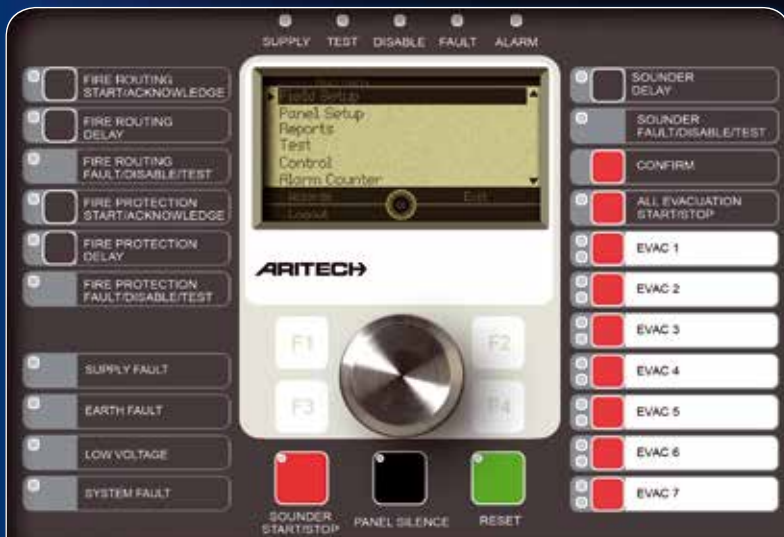 SUPPLY TEST DISABLE FAULT ALARM
FIRE ROUTING
START/ACKNOWLEDGE
FIRE ROUTING
DELAY
FIRE ROUTING
FAULT/DISABLE/TEST
FIRE PROTECTION
START/ACKNOWLEDGE
FIRE PROTECTION
DELAY
FIRE PROTECTION
FAULT/DISABLE/TEST
SUPPLY FAULT
EARTH FAULT
LOW VOLTAGE
SYSTEM FAULT
Field Setup
Panel Setup
Reports
Test
Control
Alarm Counter
Exit
Logout
ARITECH
F1
F2
F3
F4
SOUNDER
START/STOP
PANEL SILENCE
RESET
SOUNDER
DELAY
SOUNDER
FAULT/DISABLE/TEST
CONFIRM
ALL EVACUATION
START/STOP
EVAC 1
EVAC 2
EVAC 3
EVAC 4
EVAC 5
EVAC 6
EVAC 7